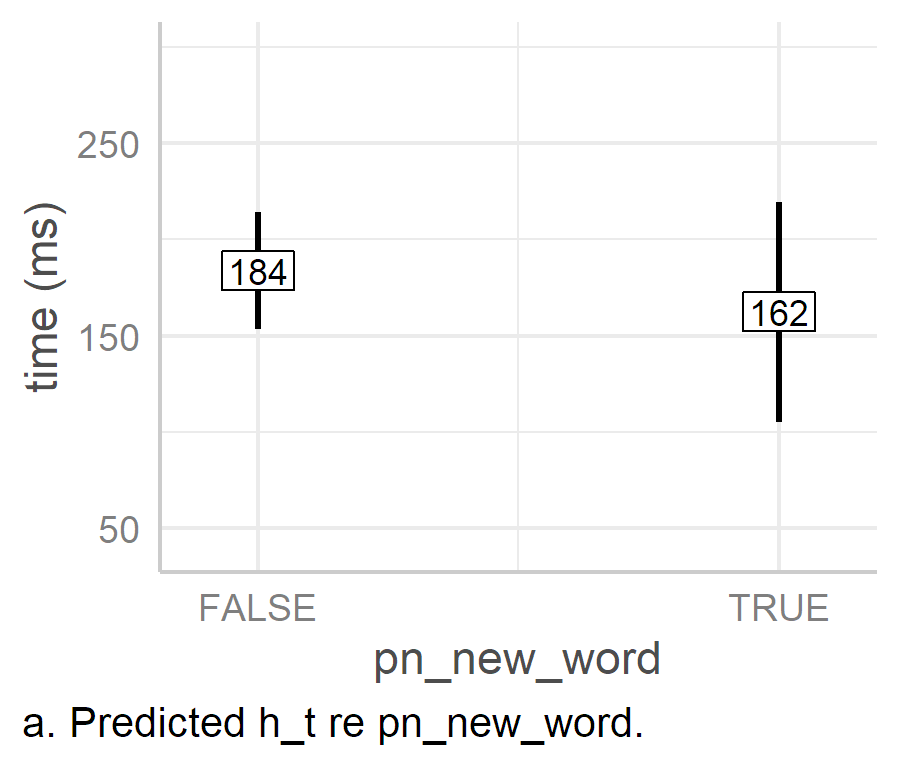 250
184
162
150
50
time (ms)
FALSE
TRUE
pn_new_word
a. Predicted h_t re pn_new_word.